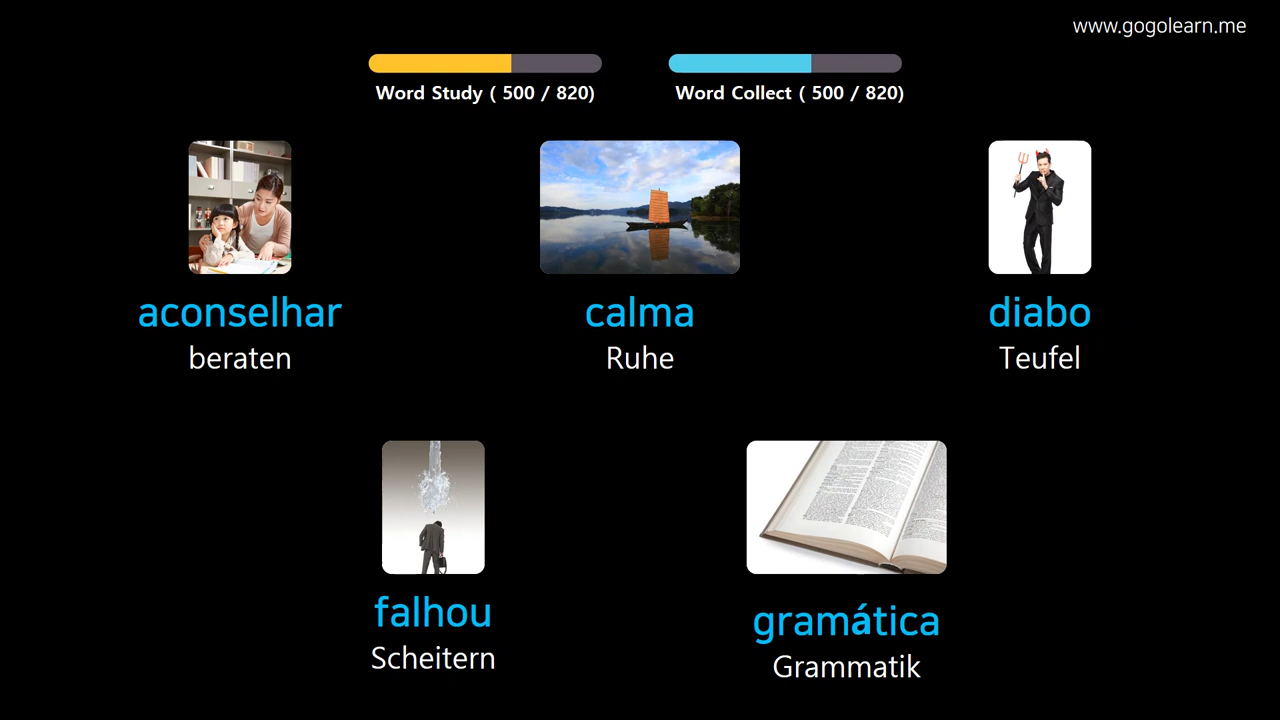 www.gogolearn.me
Word Study ( 500 / 820)
Word Collect ( 500 / 820)
aconselhar
beraten
calma
Ruhe
diabo
Teufel
falhou
Scheitern
gramática
Grammatik